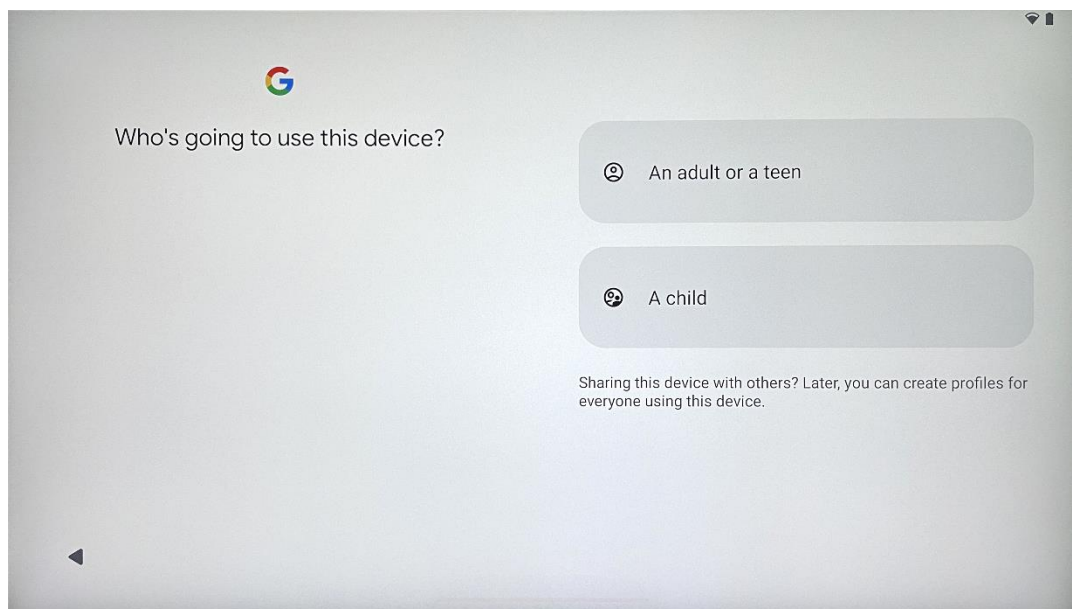 Who's going to use this device?
An adult or a teen
A child
Sharing this device with others? Later, you can create profiles for
everyone using this device.